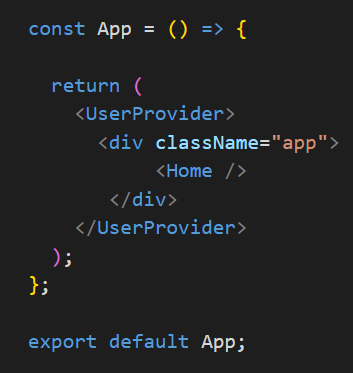 const App = () => {
return (
<UserProvider>
<div className="app">
<Home />
</div>
</UserProvider>
);
};
export default App;